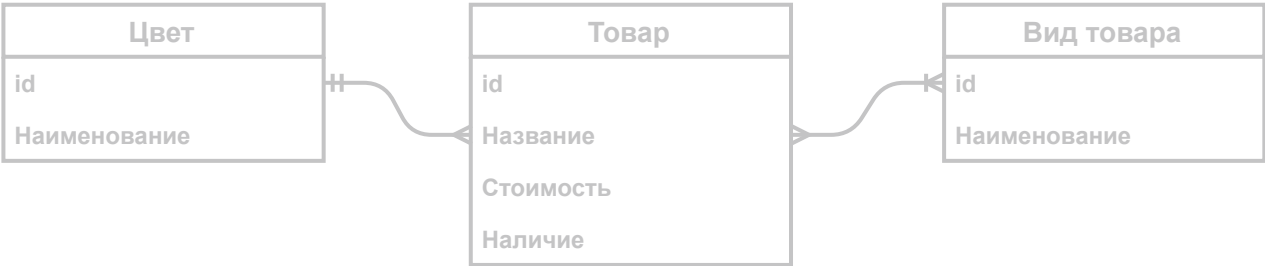 Цвет
id
Наименование
Товар
id
Название
Стоимость
Наличие
Вид товара
id
Наименование